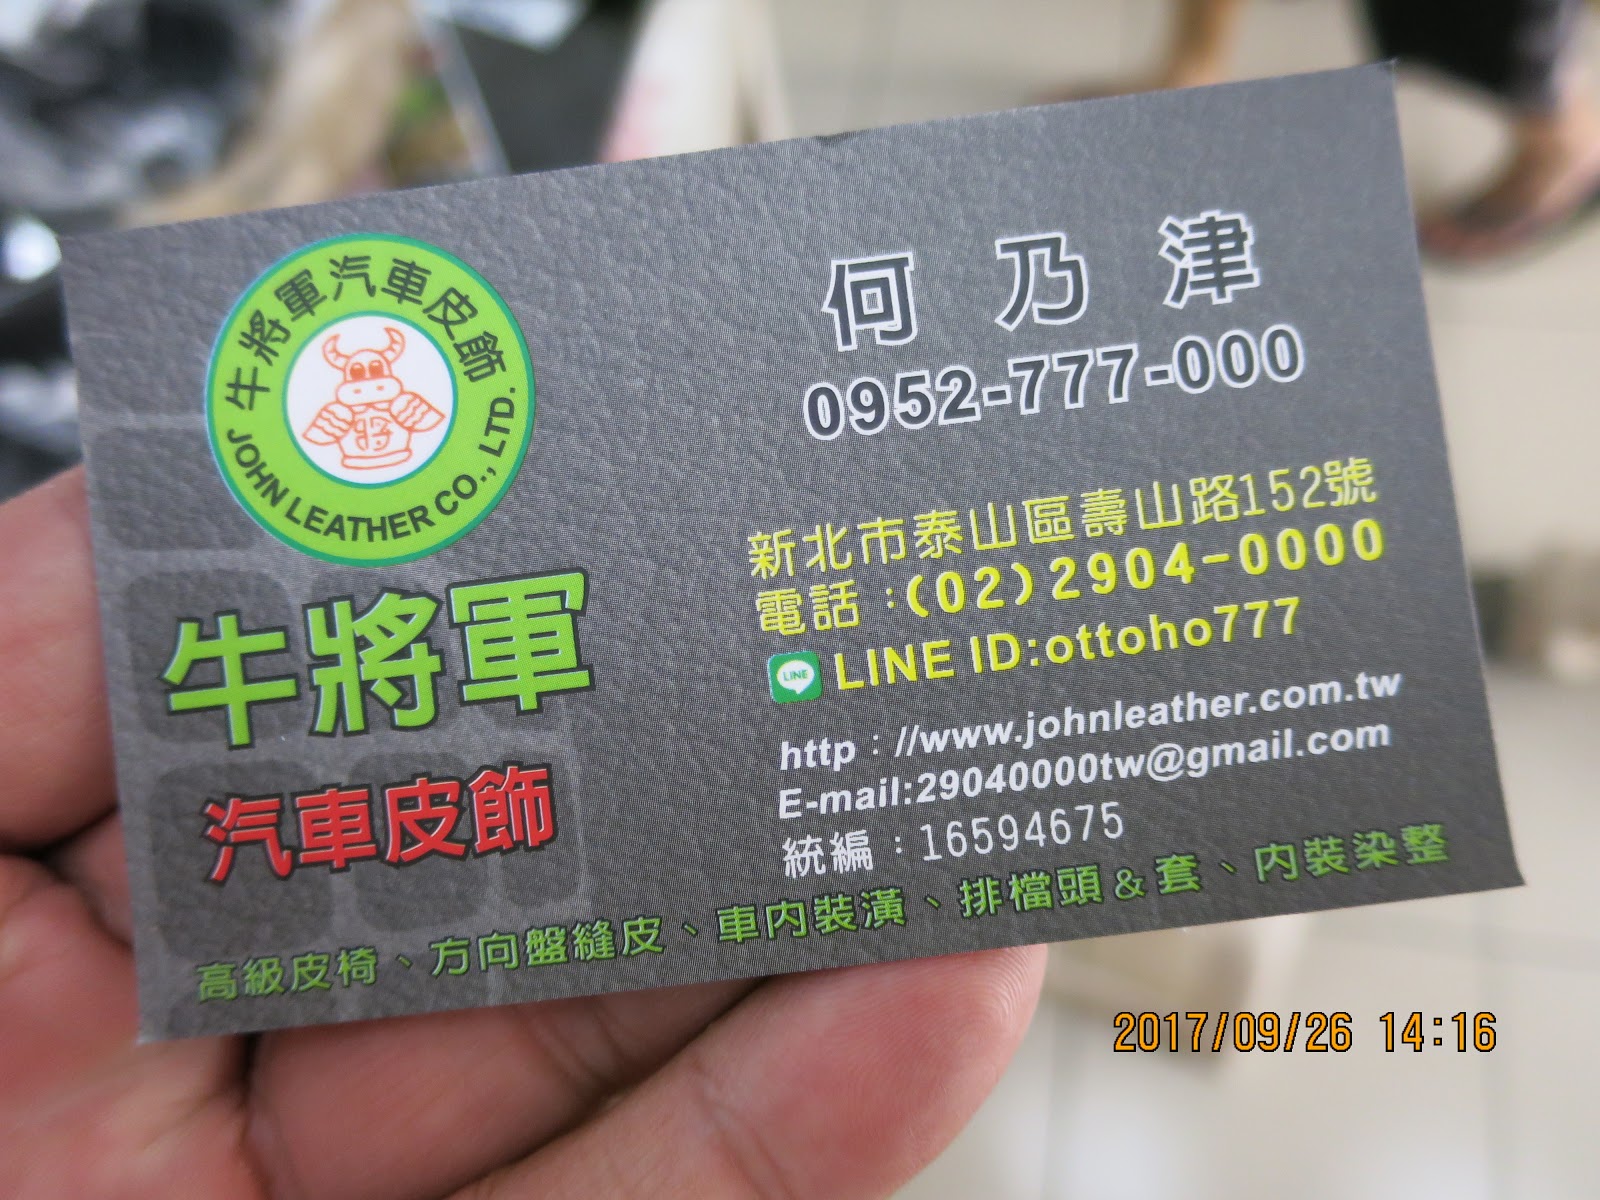 牛將軍汽車皮飾
將
JOHN LEATHER CO., LTD.
牛將軍
汽車皮飾
何乃津
0952-777-000
新北市泰山區壽山路152號
電話:(02)2904-0000
LINE
LINE ID:ottoho777
http://www.johnleather.com.tw
E-mail:29040000tw@gmail.com
統編:16594675
高級皮椅、方向盤縫皮、車內裝潢、排檔頭&套、內裝染整
2017/09/26 14:16